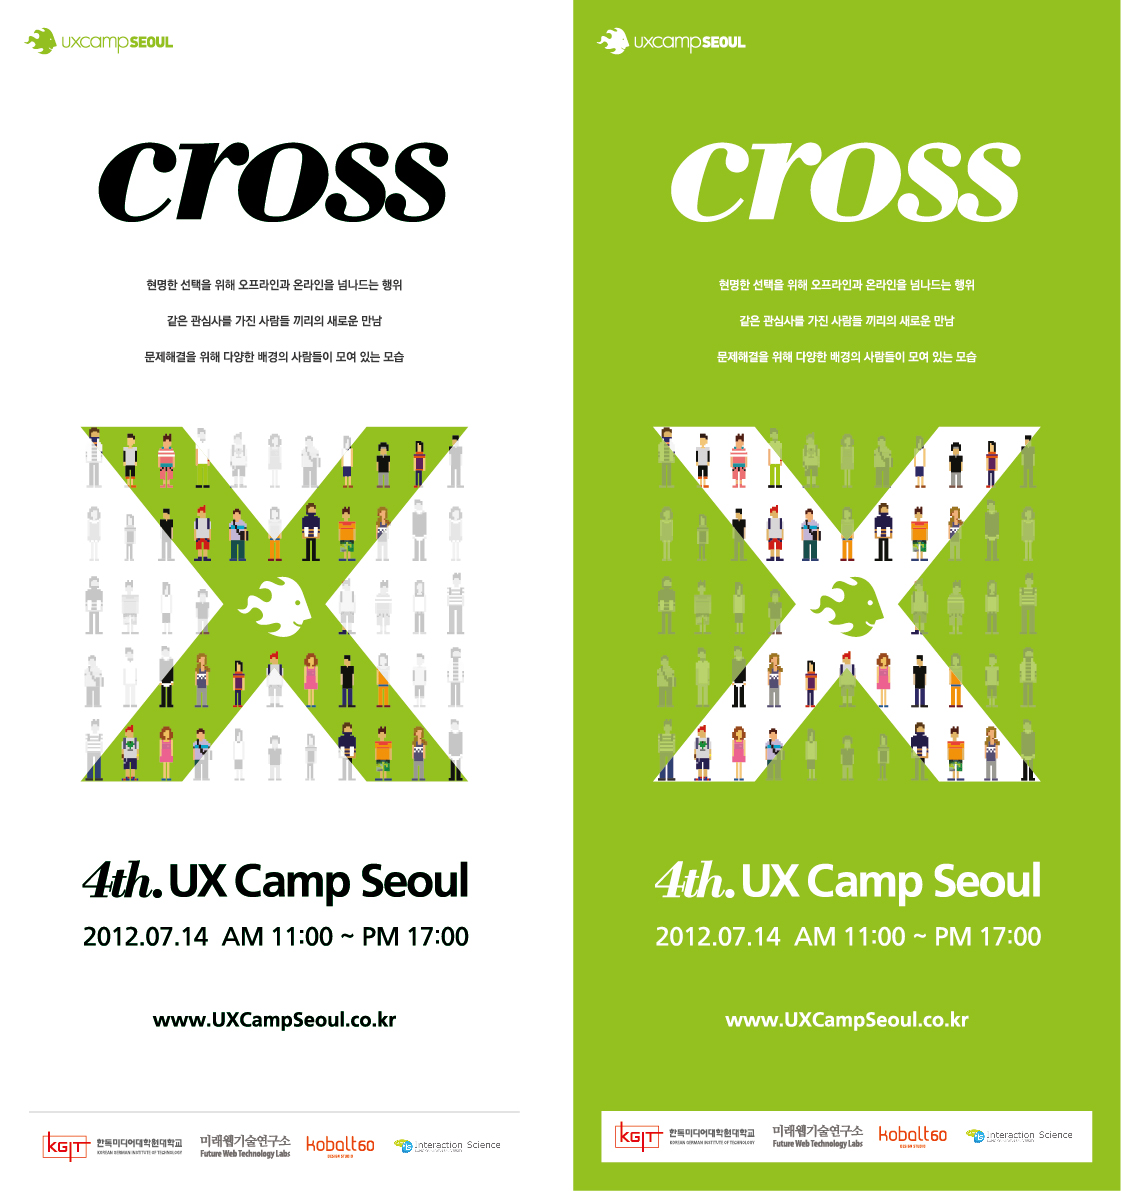 uxcampSEOUL
cross
현명한 선택을 위해 오프라인과 온라인을 넘나드는 행위
같은 관심사를 가진 사람들 끼리의 새로운 만남
문제해결을 위해 다양한 배경의 사람들이 모여 있는 모습
4th. UX Camp Seoul
2012.07.14 AM 11:00 ~ PM 17:00
www.UXCampSeoul.co.kr
KGIT 한독미디어대학원대학교
KOREAN GERMAN INSTITUTE OF TECHNOLOGY
미래웹기술연구소
Future Web Technology Labs
kobalt60
Interaction Science
uxcampSEOUL
cross
현명한 선택을 위해 오프라인과 온라인을 넘나드는 행위
같은 관심사를 가진 사람들 끼리의 새로운 만남
문제해결을 위해 다양한 배경의 사람들이 모여 있는 모습
4th. UX Camp Seoul
2012.07.14 AM 11:00 ~ PM 17:00
www.UXCampSeoul.co.kr
KGIT 한독미디어대학원대학교
KOREAN GERMAN INSTITUTE OF TECHNOLOGY
미래웹기술연구소
Future Web Technology Labs
kobalt60
Interaction Science